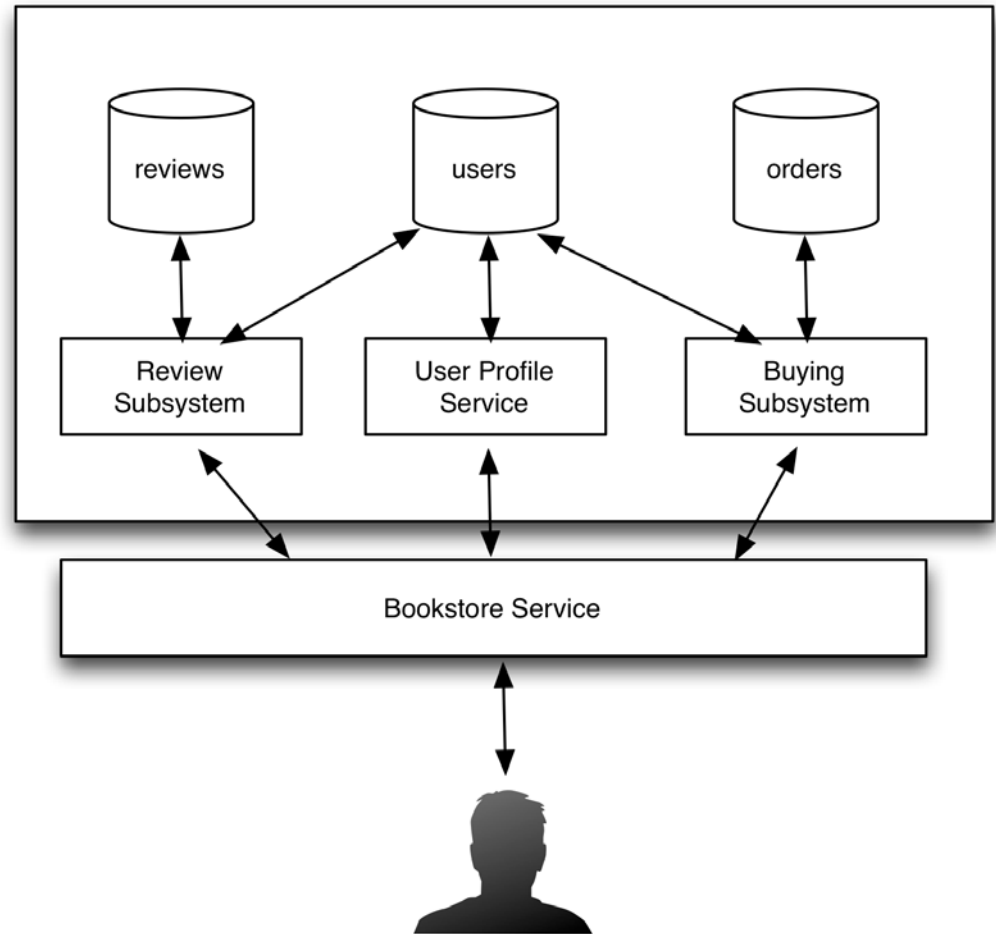 reviews
users
orders
Review
Subsystem
User Profile
Service
Buying
Subsystem
Bookstore Service